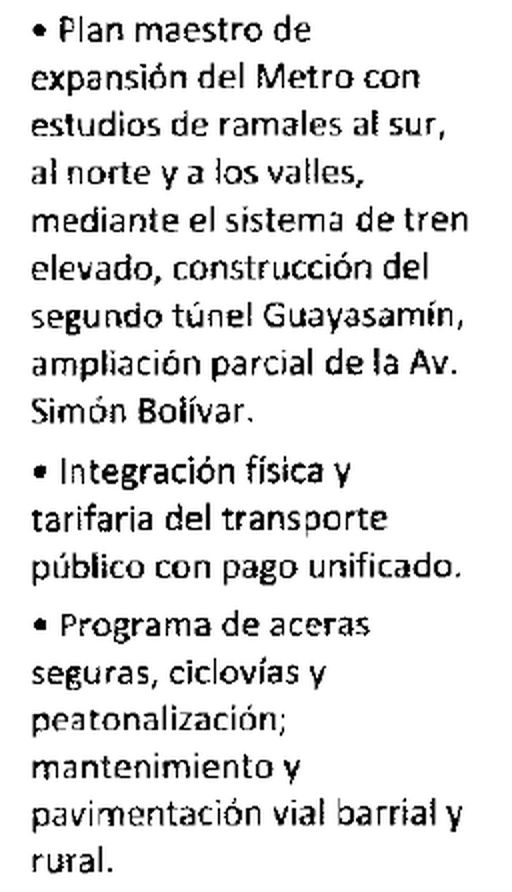 • Plan maestro de
expansión del Metro con
estudios de ramales al sur,
al norte y a los valles,
mediante el sistema de tren
elevado, construcción del
segundo túnel Guayasamín,
ampliación parcial de la Av.
Simón Bolívar.
• Integración física y
tarifaria del transporte
público con pago unificado.
• Programa de aceras
seguras, ciclovías y
peatonalización;
mantenimiento y
pavimentación vial barrial y
rural.